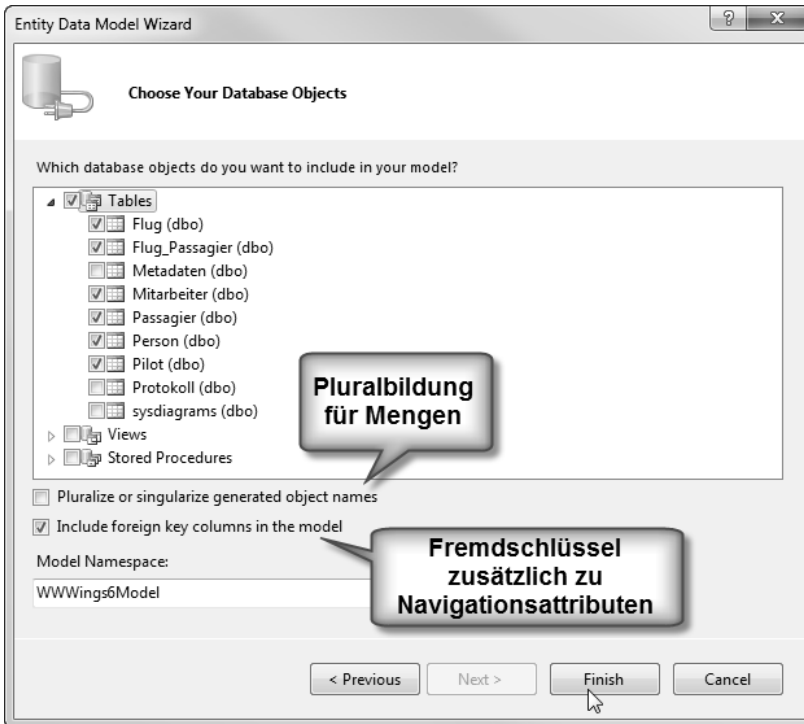 Entity Data Model Wizard
Choose Your Database Objects
Which database objects do you want to include in your model?
Tables
Flug (dbo)
Flug_Passagier (dbo)
Metadaten (dbo)
Mitarbeiter (dbo)
Passagier (dbo)
Person (dbo)
Pilot (dbo)
Protokoll (dbo)
sysdiagrams (dbo)
Views
Stored Procedures
Pluralbildung
für Mengen
Pluralize or singularize generated object names
Include foreign key columns in the model
Fremdschlüssel
zusätzlich zu
Navigationsattributen
Model Namespace:
WWWings6Model
< Previous
Next >
Finish
Cancel